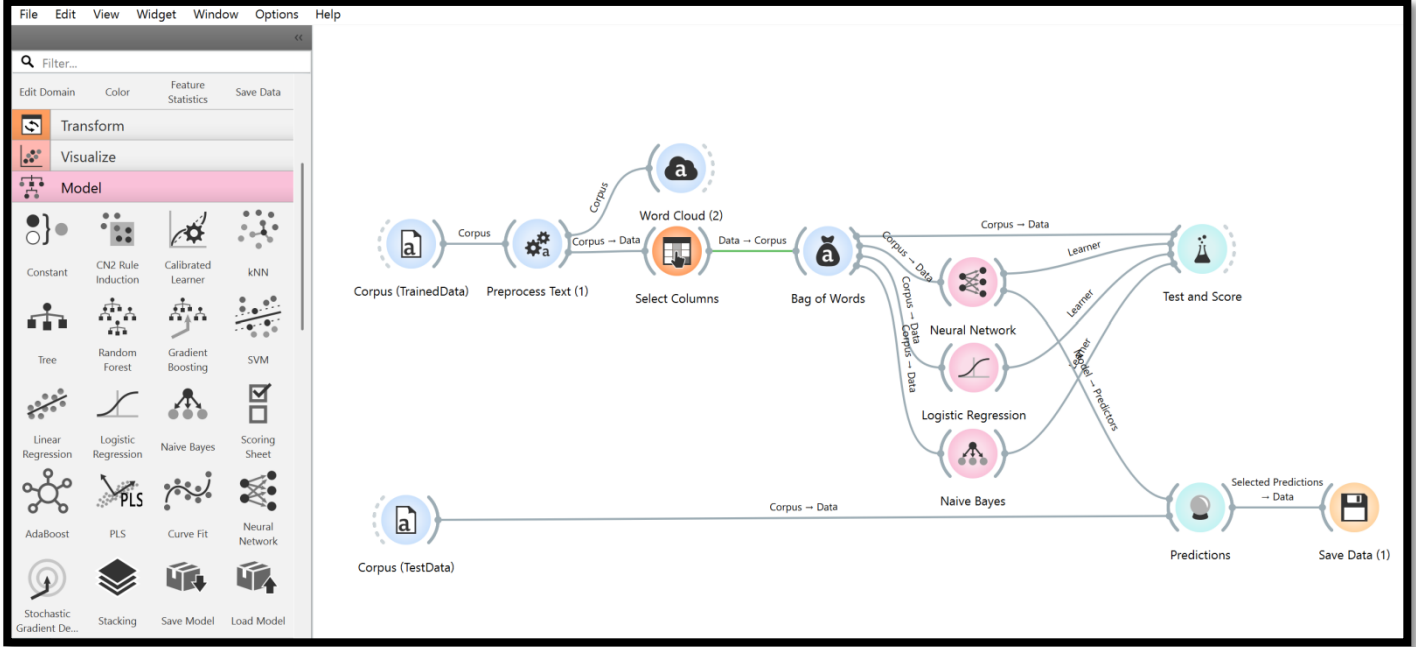 File Edit View Widget Window Options Help
Filter...
Edit Domain
Color
Feature
Statistics
Save Data
Transform
Visualize
Model
Constant
CN2 Rule
Induction
Calibrated
Learner
kNN
Tree
Random
Forest
Gradient
Boosting
SVM
Linear
Regression
Logistic
Regression
Naive Bayes
Scoring
Sheet
AdaBoost
PLS
PLS
Curve Fit
Neural
Network
Stochastic
Gradient De...
Stacking
Save Model
Load Model
a
Corpus (TrainedData)
Corpus
a
Preprocess Text (1)
Corpus
a
Word Cloud (2)
Corpus → Data
Select Columns
Data → Corpus
a
Bag of Words
Corpus → Data
Corpus → Data
Corpus → Data
Corpus → Data
Neural Network
Logistic Regression
Naive Bayes
Learner
Learner
Learner
Model → Predictors
Test and Score
a
Corpus (TestData)
Corpus → Data
Predictions
Selected Predictions
→ Data
Save Data (1)